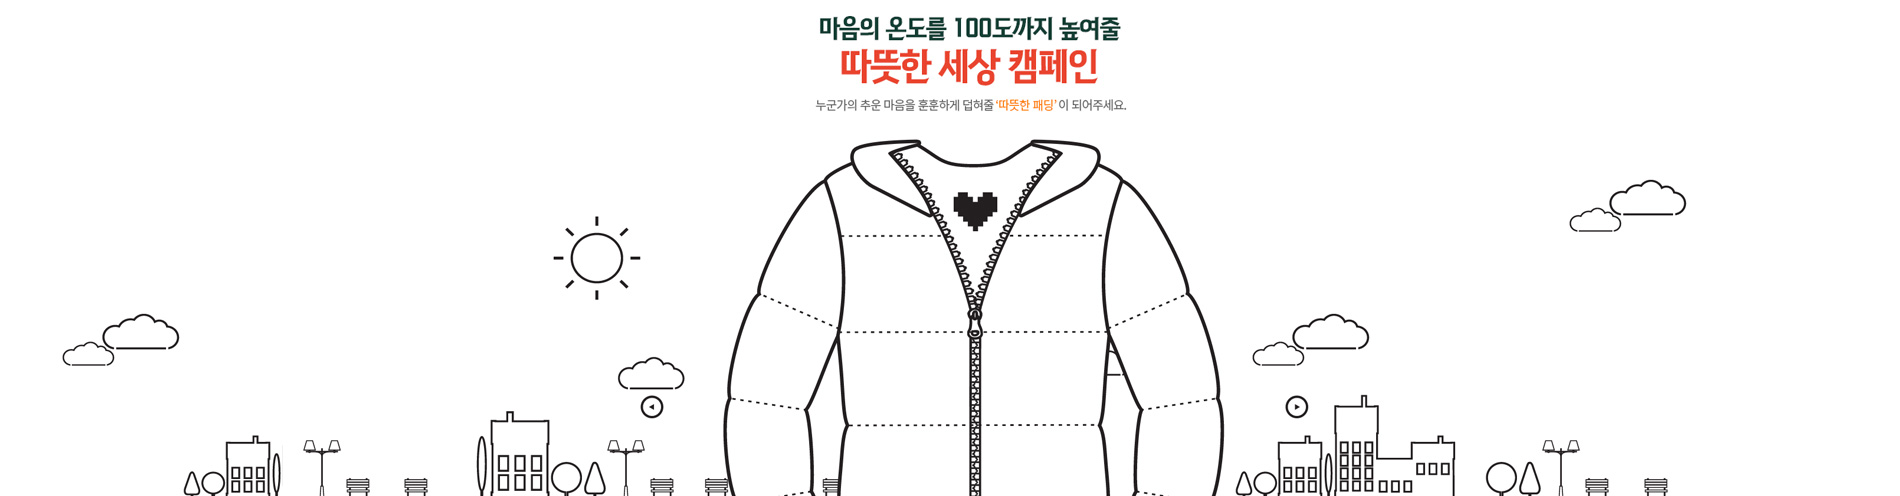 마음의 온도를 100도까지 높여줄
따뜻한 세상 캠페인
누군가의 추운 마음을 훈훈하게 덥혀줄 '따뜻한 패딩'이 되어주세요.